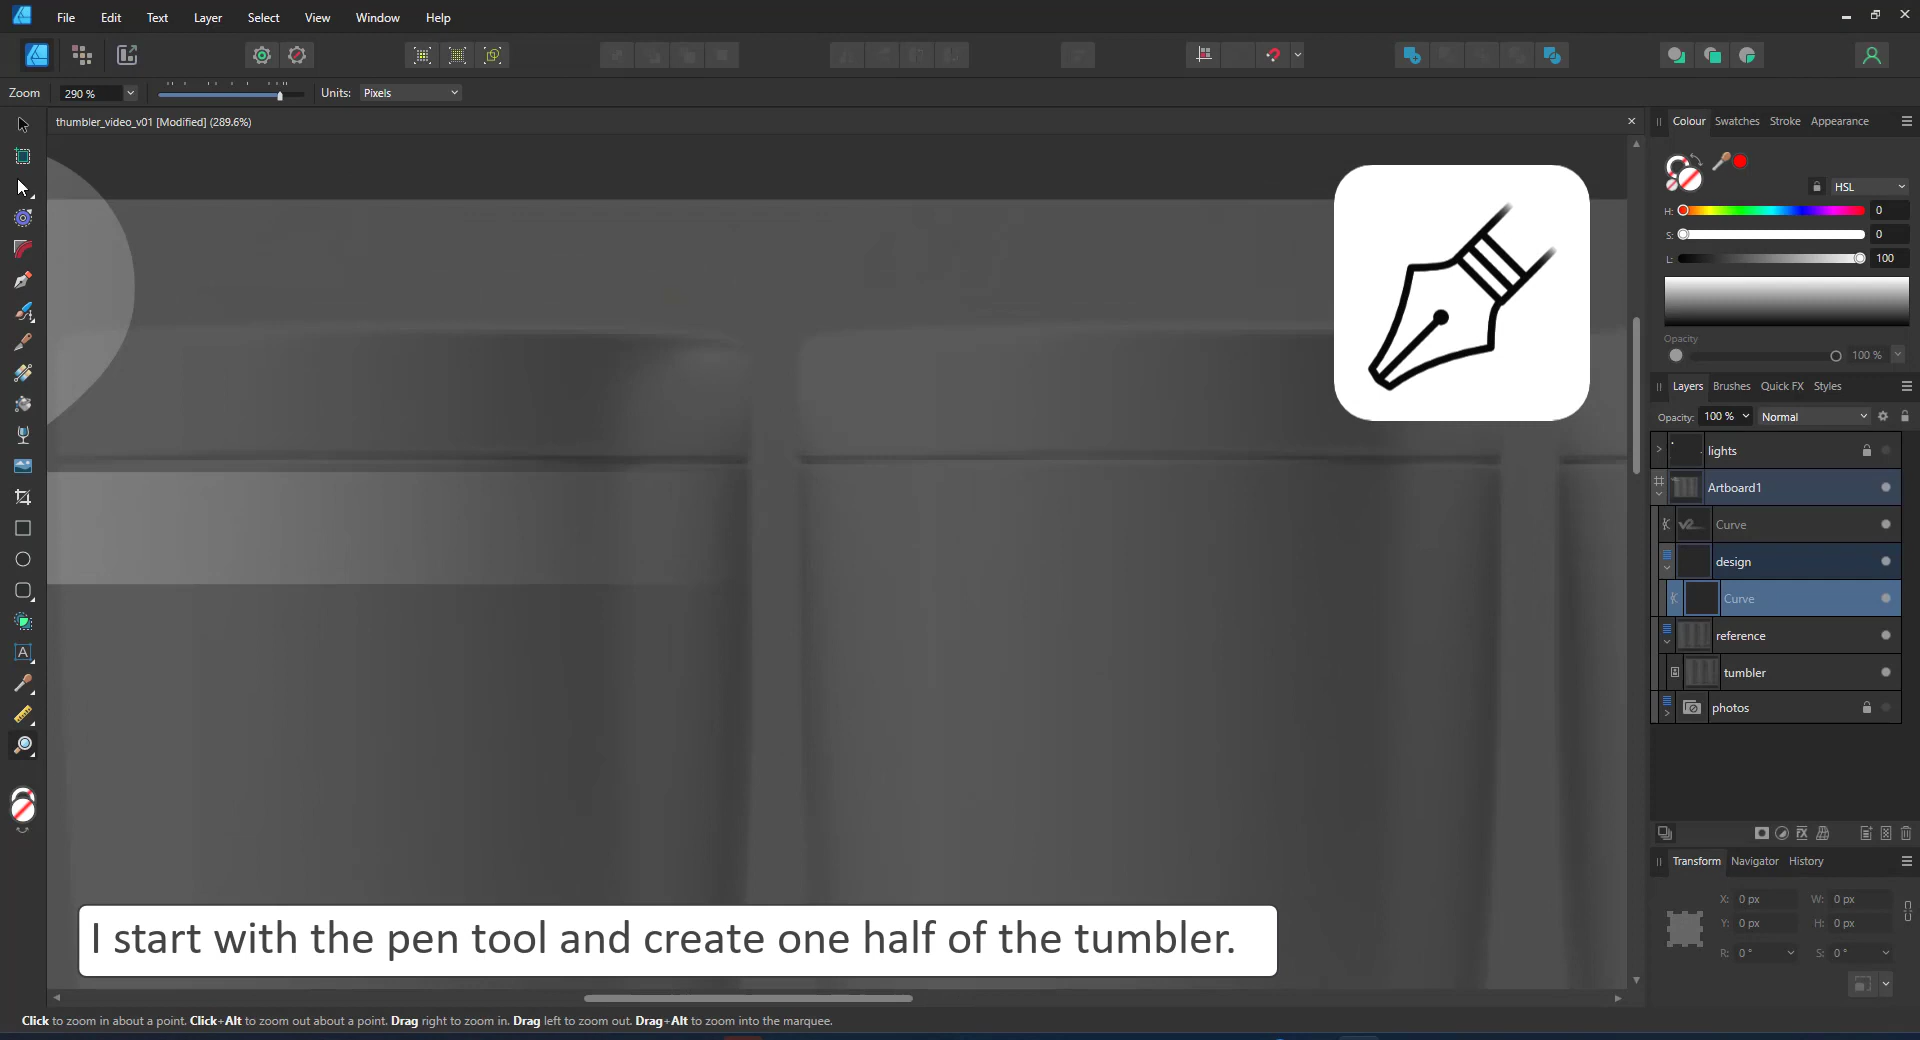 File Edit Text Layer Select View Window Help
Zoom 290 % Units: Pixels
thumbler_video_v01 [Modified] (289.6%)
Colour Swatches Stroke Appearance
HSL
H: 0
S: 0
L: 100
Opacity
100 %
Layers Brushes Quick FX Styles
Opacity: 100 % Normal
lights
Artboard1
Curve
design
Curve
reference
tumbler
photos
Transform Navigator History
X: 0 px W: 0 px
Y: 0 px H: 0 px
R: 0 ° S: 0 °
I start with the pen tool and create one half of the tumbler.
Click to zoom in about a point. Click+Alt to zoom out about a point. Drag right to zoom in. Drag left to zoom out. Drag+Alt to zoom into the marquee.